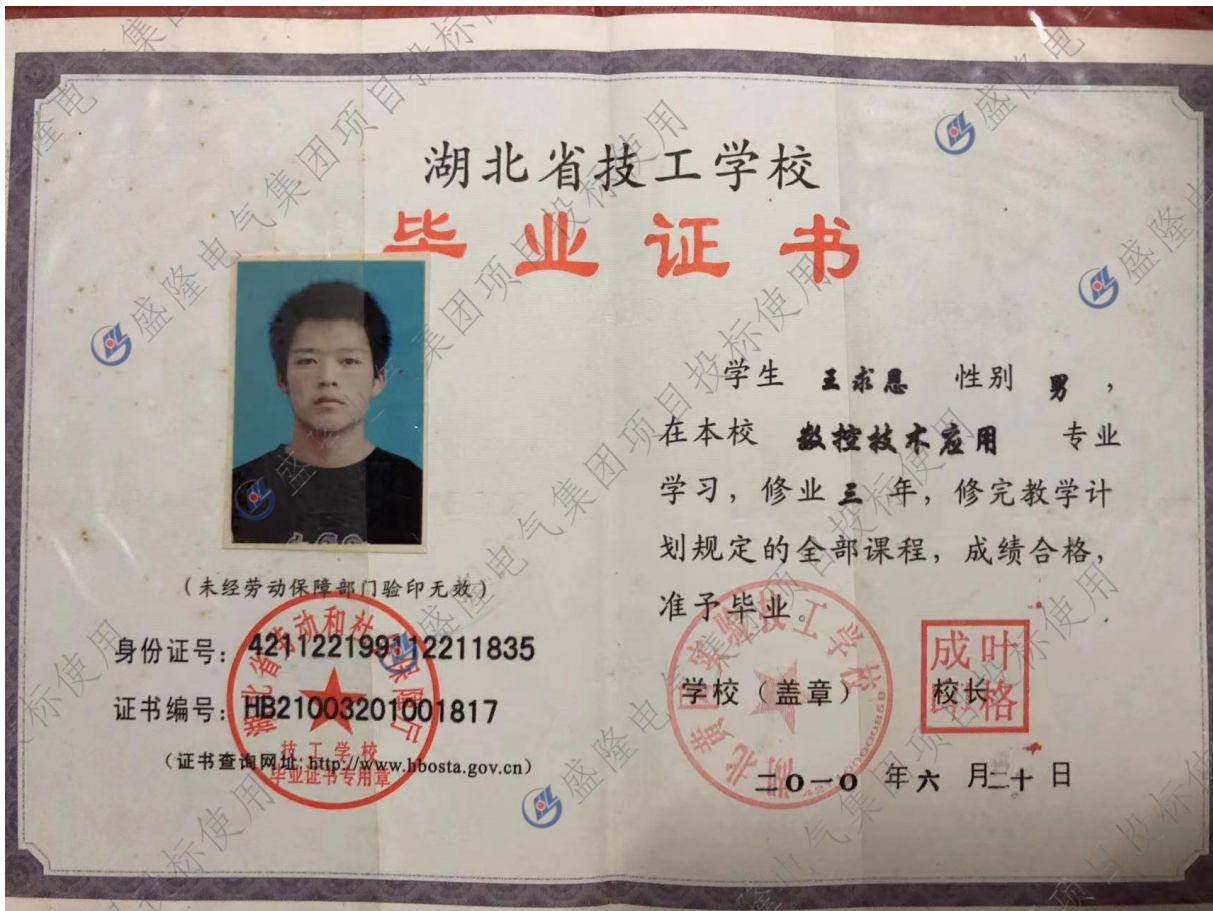 湖北省技工学校
毕业证书
学生 王求恩 性别 男，
在本校 数控技术应用 专业
学习，修业 三 年，修完教学计
划规定的全部课程，成绩合格，
准予毕业。
学校（盖章） 校长
二〇一〇 年 六 月 二十 日
（未经劳动保障部门验印无效）
身份证号：421122199112211835
证书编号：HB21003201001817
（证书查询网址：http://www.hbosta.gov.cn）
技工学校
毕业证书专用章
盛隆电气集团项目投标使用